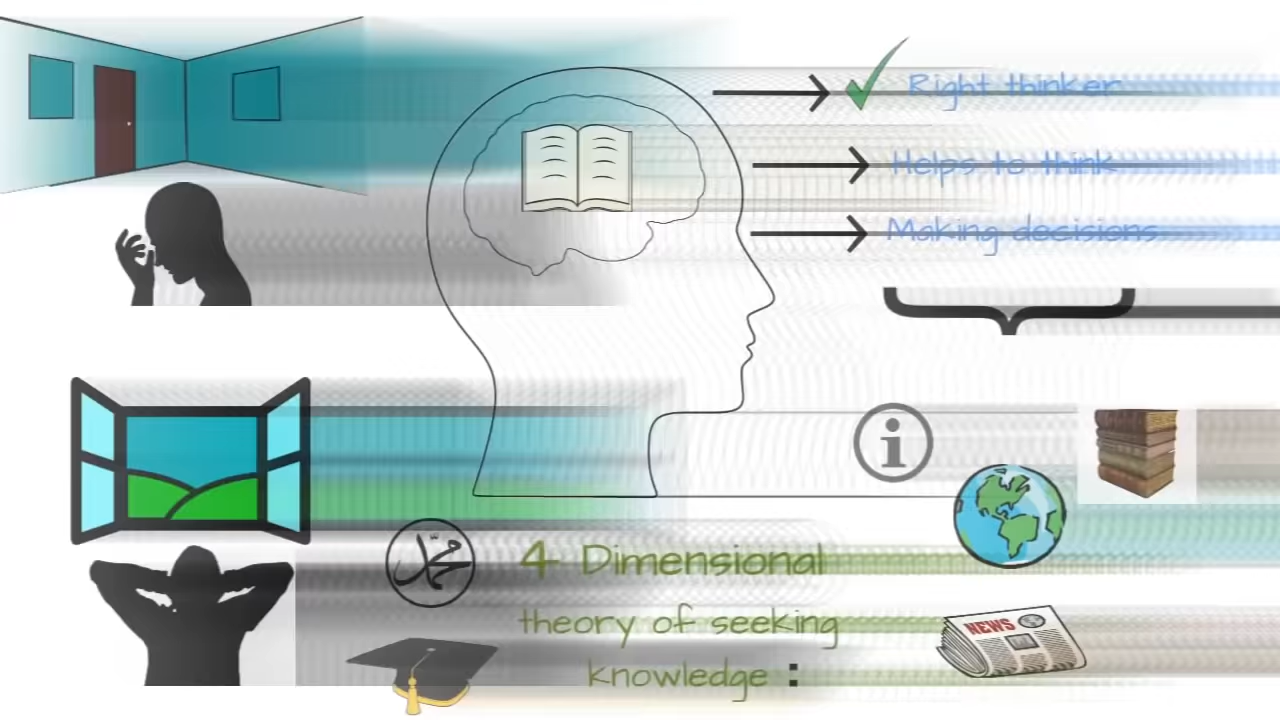 Right thinker
Helps to think
Making decisions
i
محمد
4 Dimensional
theory of seeking
knowledge :
NEWS